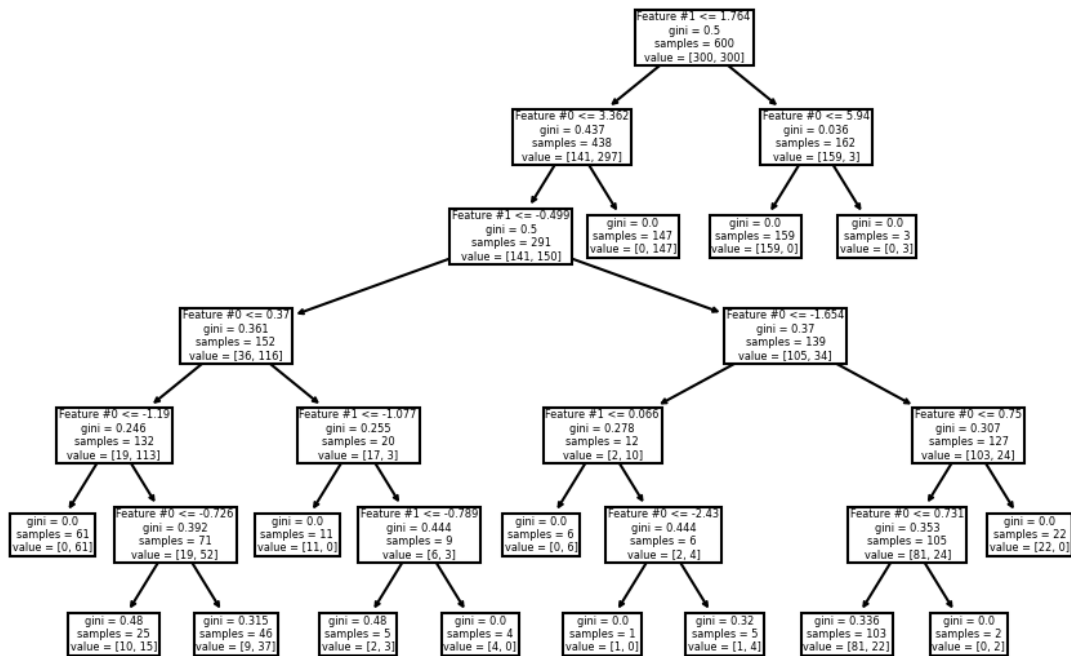 Feature #1 <= 1.764
gini = 0.5
samples = 600
value = [300, 300]
Feature #0 <= 3.362
gini = 0.437
samples = 438
value = [141, 297]
Feature #0 <= 5.94
gini = 0.036
samples = 162
value = [159, 3]
Feature #1 <= -0.499
gini = 0.5
samples = 291
value = [141, 150]
gini = 0.0
samples = 147
value = [0, 147]
gini = 0.0
samples = 159
value = [159, 0]
gini = 0.0
samples = 3
value = [0, 3]
Feature #0 <= 0.37
gini = 0.361
samples = 152
value = [36, 116]
Feature #0 <= -1.654
gini = 0.37
samples = 139
value = [105, 34]
Feature #0 <= -1.19
gini = 0.246
samples = 132
value = [19, 113]
Feature #1 <= -1.077
gini = 0.255
samples = 20
value = [17, 3]
Feature #1 <= 0.066
gini = 0.278
samples = 12
value = [2, 10]
Feature #0 <= 0.75
gini = 0.307
samples = 127
value = [103, 24]
gini = 0.0
samples = 61
value = [0, 61]
Feature #0 <= -0.726
gini = 0.392
samples = 71
value = [19, 52]
gini = 0.0
samples = 11
value = [11, 0]
Feature #1 <= -0.789
gini = 0.444
samples = 9
value = [6, 3]
gini = 0.0
samples = 6
value = [0, 6]
Feature #0 <= -2.43
gini = 0.444
samples = 6
value = [2, 4]
Feature #0 <= 0.731
gini = 0.353
samples = 105
value = [81, 24]
gini = 0.0
samples = 22
value = [22, 0]
gini = 0.48
samples = 25
value = [10, 15]
gini = 0.315
samples = 46
value = [9, 37]
gini = 0.48
samples = 5
value = [2, 3]
gini = 0.0
samples = 4
value = [4, 0]
gini = 0.0
samples = 1
value = [1, 0]
gini = 0.32
samples = 5
value = [1, 4]
gini = 0.336
samples = 103
value = [81, 22]
gini = 0.0
samples = 2
value = [0, 2]